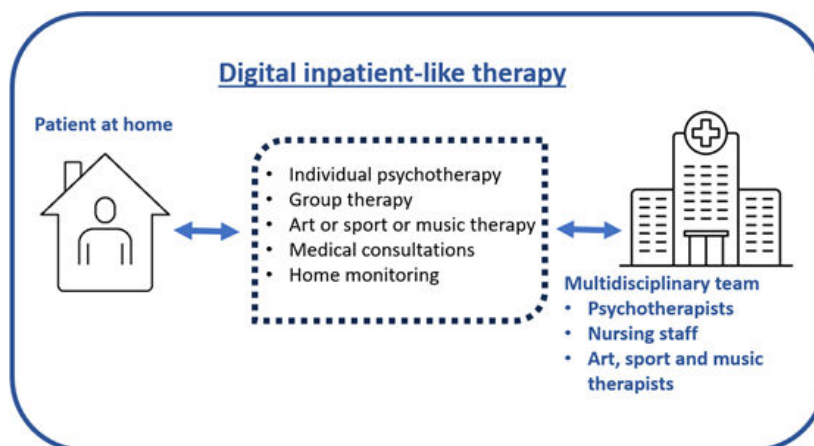 Digital inpatient-like therapy
Patient at home
• Individual psychotherapy
• Group therapy
• Art or sport or music therapy
• Medical consultations
• Home monitoring
Multidisciplinary team
• Psychotherapists
• Nursing staff
• Art, sport and music
therapists